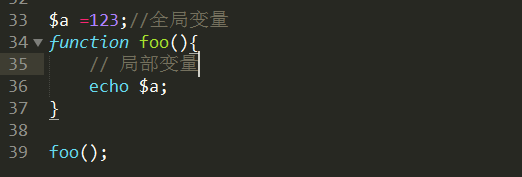 33 $a =123;//全局变量
34 function foo(){
35 // 局部变量
36 echo $a;
37 }
38
39 foo();